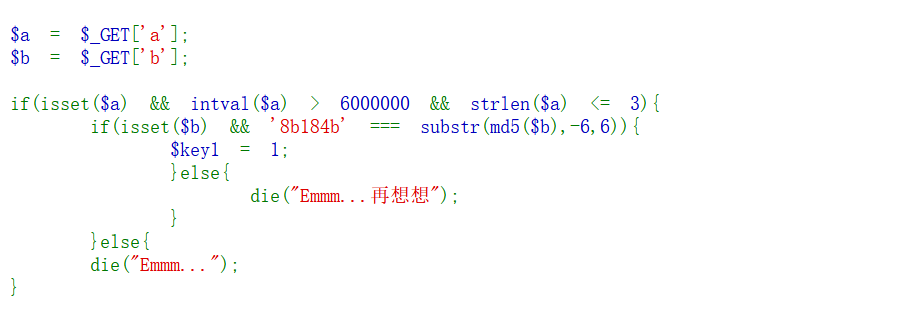 $a = $_GET['a'];
$b = $_GET['b'];
if(isset($a) && intval($a) > 6000000 && strlen($a) <= 3){
if(isset($b) && '8b184b' === substr(md5($b),-6,6)){
$key1 = 1;
}else{
die("Emmm...再想想");
}
}else{
die("Emmm...");
}